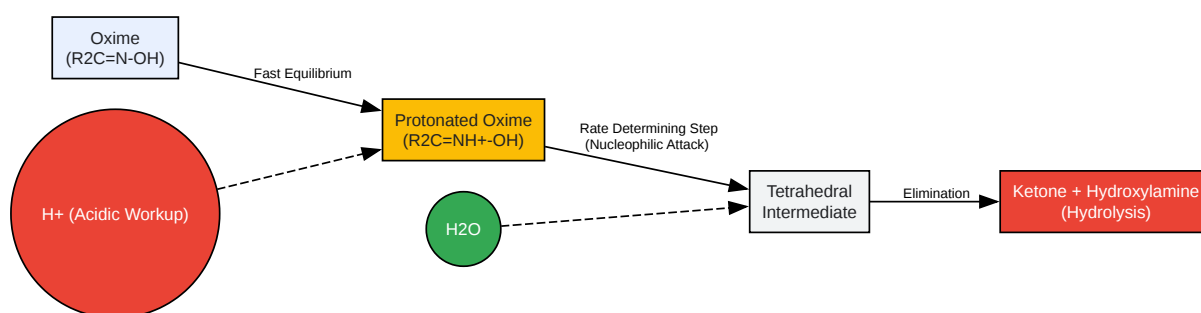 Oxime
(R2C=N-OH)
Fast Equilibrium
H+ (Acidic Workup)
Protonated Oxime
(R2C=NH+-OH)
Rate Determining Step
(Nucleophilic Attack)
H2O
Tetrahedral
Intermediate
Elimination
Ketone + Hydroxylamine
(Hydrolysis)